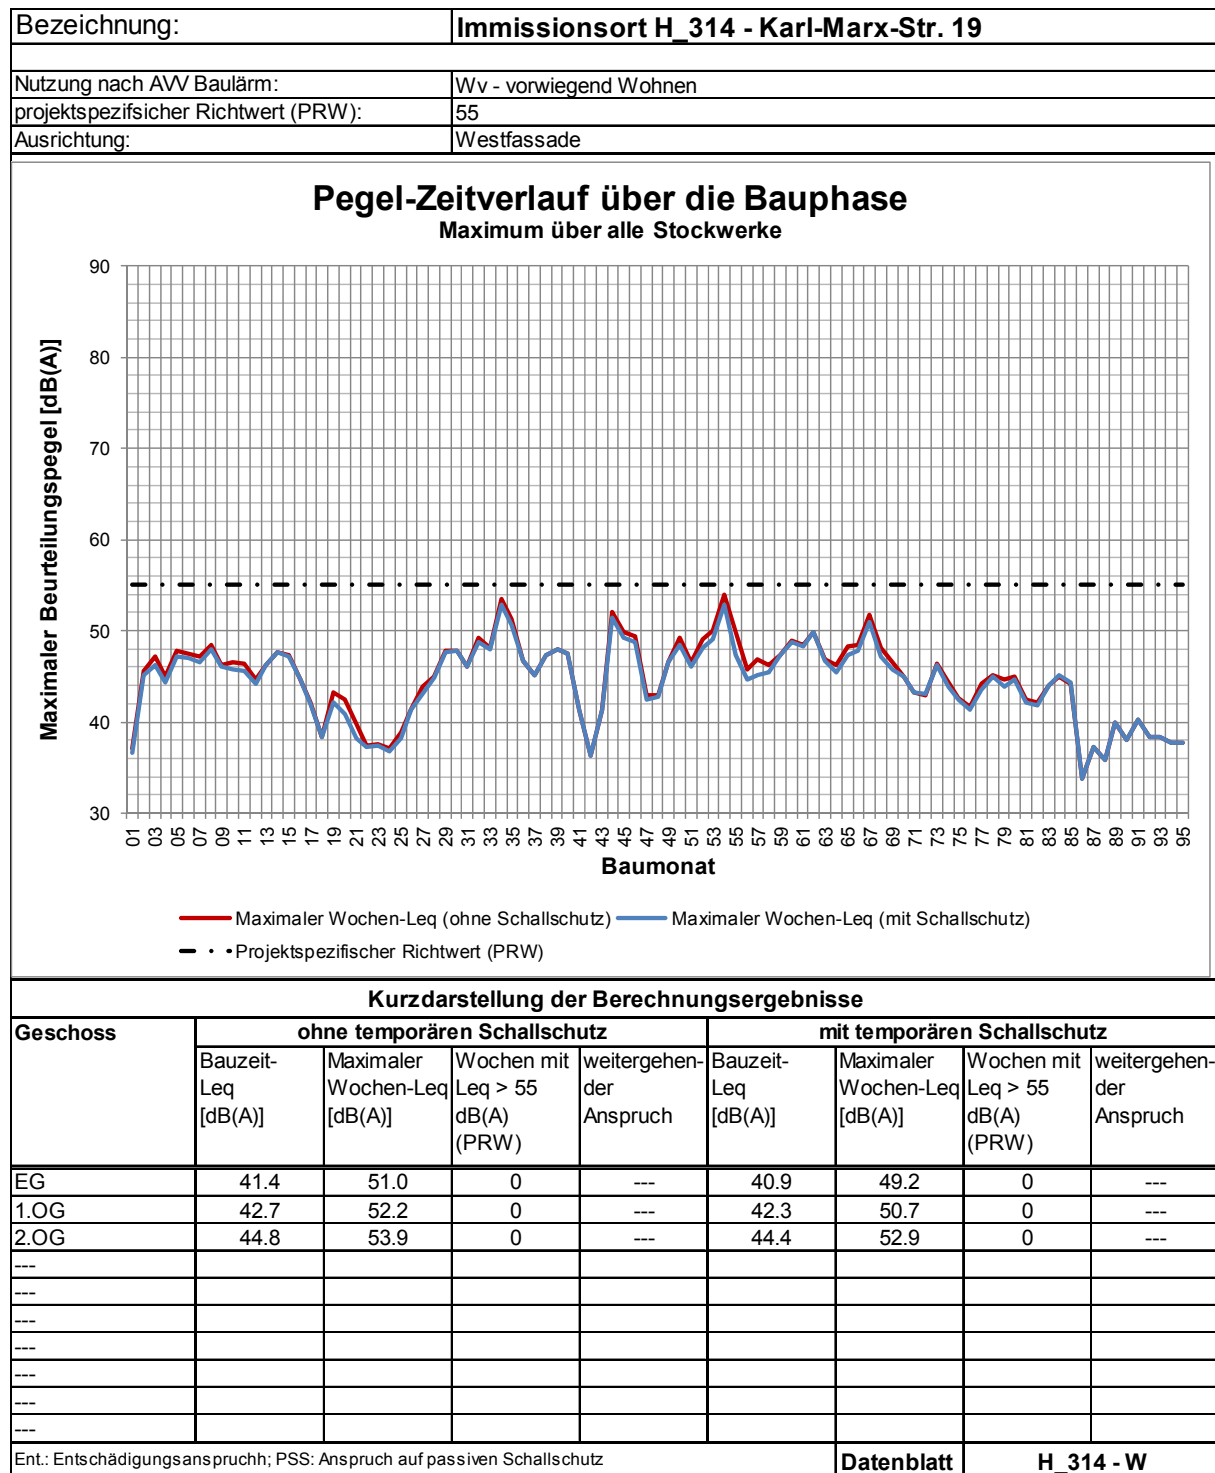 Bezeichnung: Immissionsort H_314 - Karl-Marx-Str. 19
Nutzung nach AVV Baulärm: Wv - vorwiegend Wohnen
projektspezifsicher Richtwert (PRW): 55
Ausrichtung: Westfassade
Pegel-Zeitverlauf über die Bauphase
Maximum über alle Stockwerke
Maximaler Beurteilungspegel [dB(A)]
90
80
70
60
50
40
30
01 03 05 07 09 11 13 15 17 19 21 23 25 27 29 31 33 35 37 39 41 43 45 47 49 51 53 55 57 59 61 63 65 67 69 71 73 75 77 79 81 83 85 87 89 91 93 95
Baumonat
Maximaler Wochen-Leq (ohne Schallschutz) Maximaler Wochen-Leq (mit Schallschutz)
Projektspezifischer Richtwert (PRW)
Kurzdarstellung der Berechnungsergebnisse
Geschoss ohne temporären Schallschutz mit temporären Schallschutz
Bauzeit- Maximaler Wochen mit weitergehen- Bauzeit- Maximaler Wochen mit weitergehen-
Leq Wochen-Leq Leq > 55 der Leq Wochen-Leq Leq > 55 der
[dB(A)] [dB(A)] dB(A) Anspruch [dB(A)] [dB(A)] dB(A) Anspruch
(PRW) (PRW)
EG 41.4 51.0 0 --- 40.9 49.2 0 ---
1.OG 42.7 52.2 0 --- 42.3 50.7 0 ---
2.OG 44.8 53.9 0 --- 44.4 52.9 0 ---
---
---
---
---
---
---
---
Ent.: Entschädigungsanspruchh; PSS: Anspruch auf passiven Schallschutz Datenblatt H_314 - W